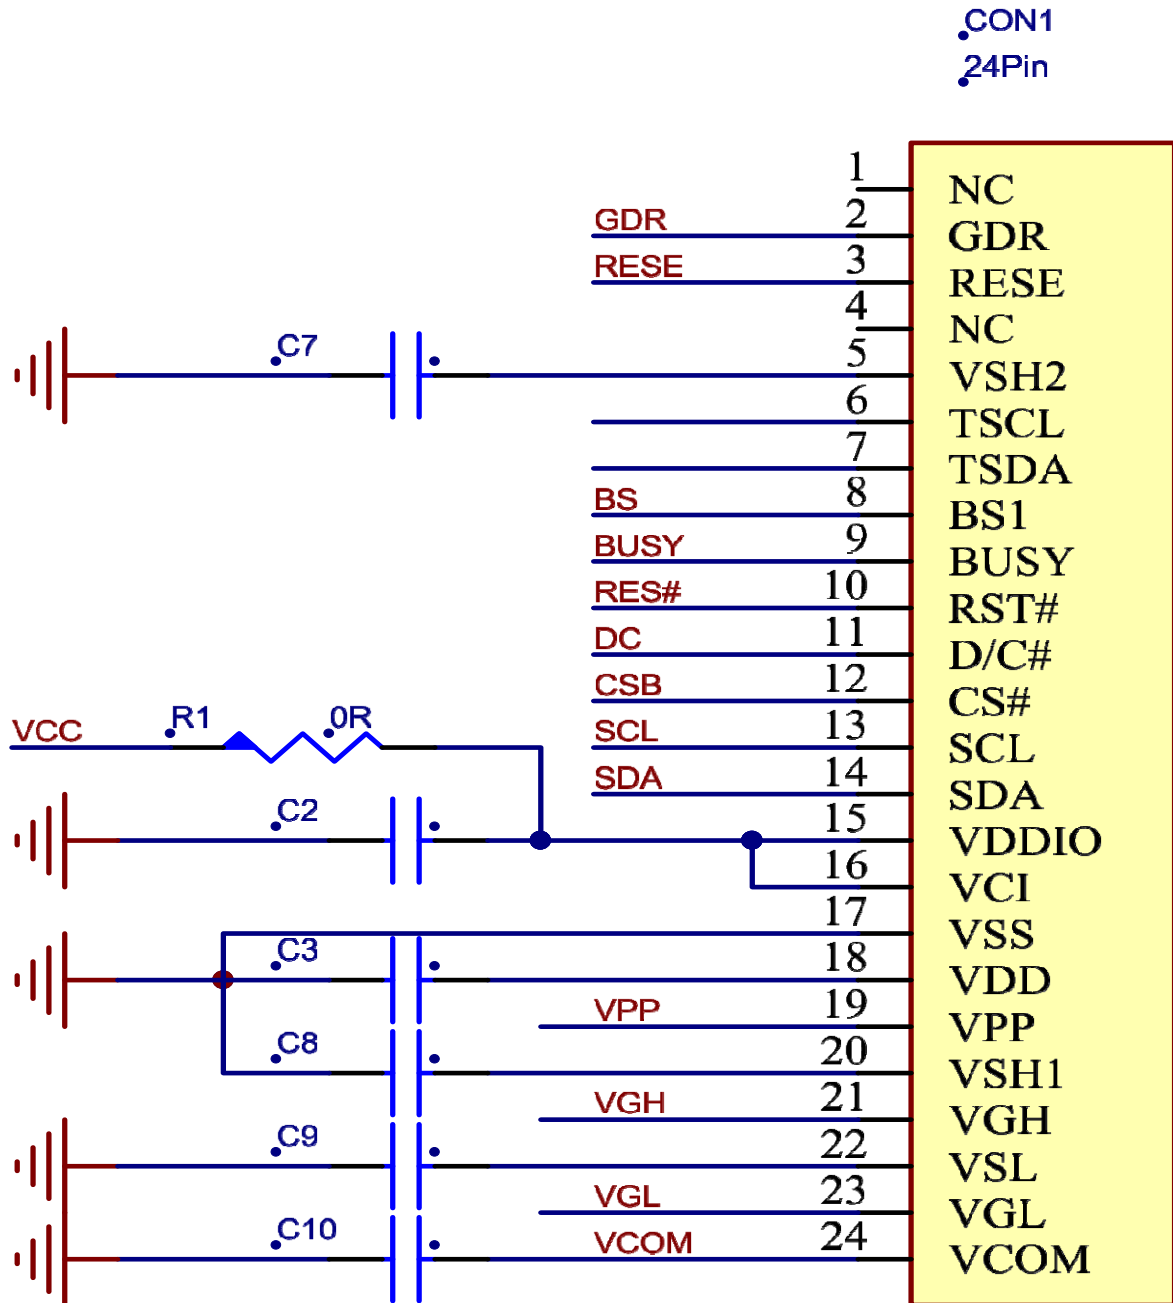 CON1
24Pin
1 NC
GDR 2 GDR
RESE 3 RESE
4 NC
C7 5 VSH2
6 TSCL
7 TSDA
BS 8 BS1
BUSY 9 BUSY
RES# 10 RST#
DC 11 D/C#
CSB 12 CS#
VCC R1 0R SCL 13 SCL
SDA 14 SDA
C2 15 VDDIO
16 VCI
17 VSS
C3 18 VDD
VPP 19 VPP
C8 20 VSH1
VGH 21 VGH
C9 22 VSL
VGL 23 VGL
C10 VCOM 24 VCOM